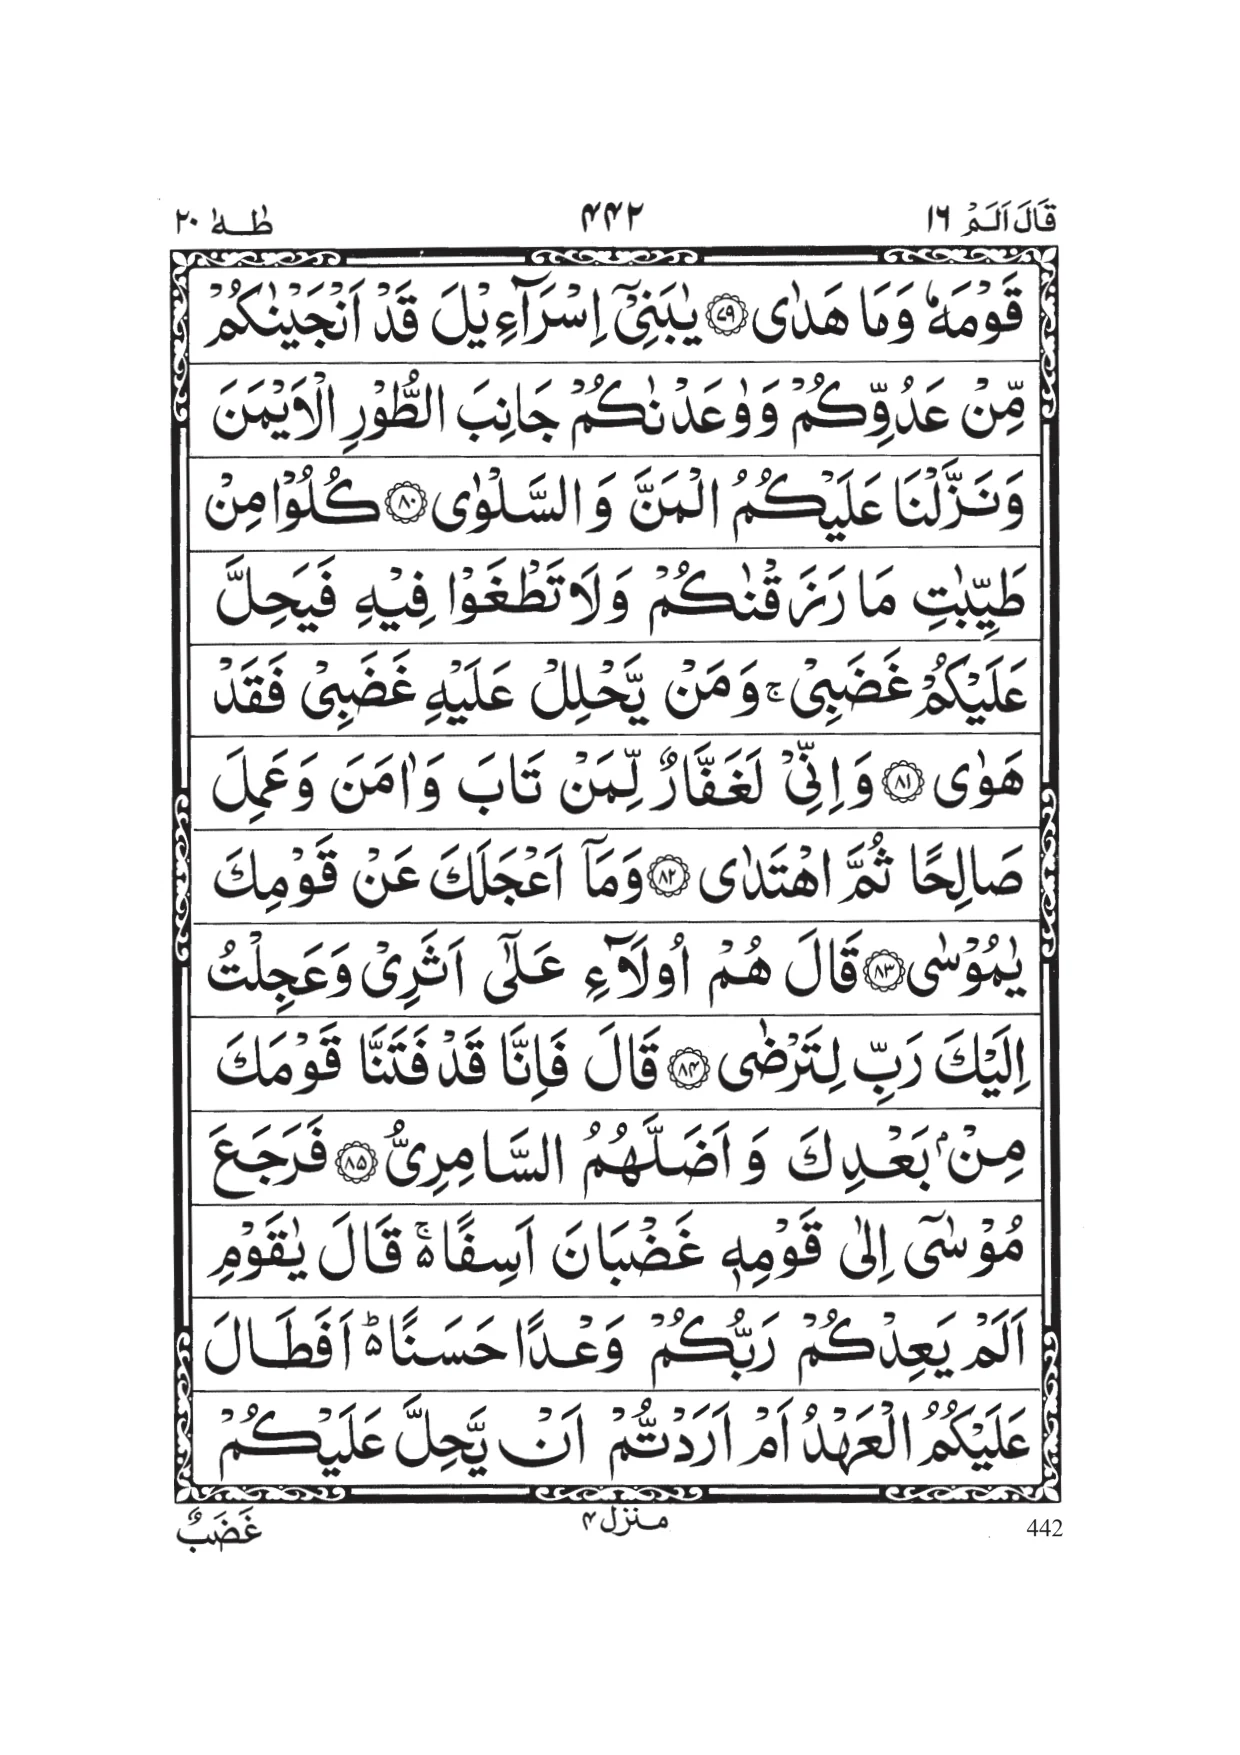 قَالَ اَلَمْ ١٦ ٤٤٢ طٰهٰ ٢٠
قَوْمَهٗ وَمَا هَدٰى ﴿٧٩﴾ يٰبَنِىْۤ اِسْرَآءِيْلَ قَدْ اَنْجَيْنٰكُمْ
مِّنْ عَدُوِّكُمْ وَوٰعَدْنٰكُمْ جَانِبَ الطُّوْرِ الْاَيْمَنَ
وَنَزَّلْنَا عَلَيْكُمُ الْمَنَّ وَالسَّلْوٰى ﴿٨٠﴾ كُلُوْا مِنْ
طَيِّبٰتِ مَا رَزَقْنٰكُمْ وَلَا تَطْغَوْا فِيْهِ فَيَحِلَّ
عَلَيْكُمْ غَضَبِىْ ۚ وَمَنْ يَّحْلِلْ عَلَيْهِ غَضَبِىْ فَقَدْ
هَوٰى ﴿٨١﴾ وَاِنِّىْ لَغَفَّارٌ لِّمَنْ تَابَ وَاٰمَنَ وَعَمِلَ
صَالِحًا ثُمَّ اهْتَدٰى ﴿٨٢﴾ وَمَاۤ اَعْجَلَكَ عَنْ قَوْمِكَ
يٰمُوْسٰى ﴿٨٣﴾ قَالَ هُمْ اُولَآءِ عَلٰٓى اَثَرِىْ وَعَجِلْتُ
اِلَيْكَ رَبِّ لِتَرْضٰى ﴿٨٤﴾ قَالَ فَاِنَّا قَدْ فَتَنَّا قَوْمَكَ
مِنْۢ بَعْدِكَ وَاَضَلَّهُمُ السَّامِرِىُّ ﴿٨٥﴾ فَرَجَعَ
مُوْسٰٓى اِلٰى قَوْمِهٖ غَضْبَانَ اَسِفًا ۬ۚ قَالَ يٰقَوْمِ
اَلَمْ يَعِدْكُمْ رَبُّكُمْ وَعْدًا حَسَنًا ۬ؕ اَفَطَالَ
عَلَيْكُمُ الْعَهْدُ اَمْ اَرَدْتُّمْ اَنْ يَّحِلَّ عَلَيْكُمْ
442 منزل ٤ غَضَبٌ